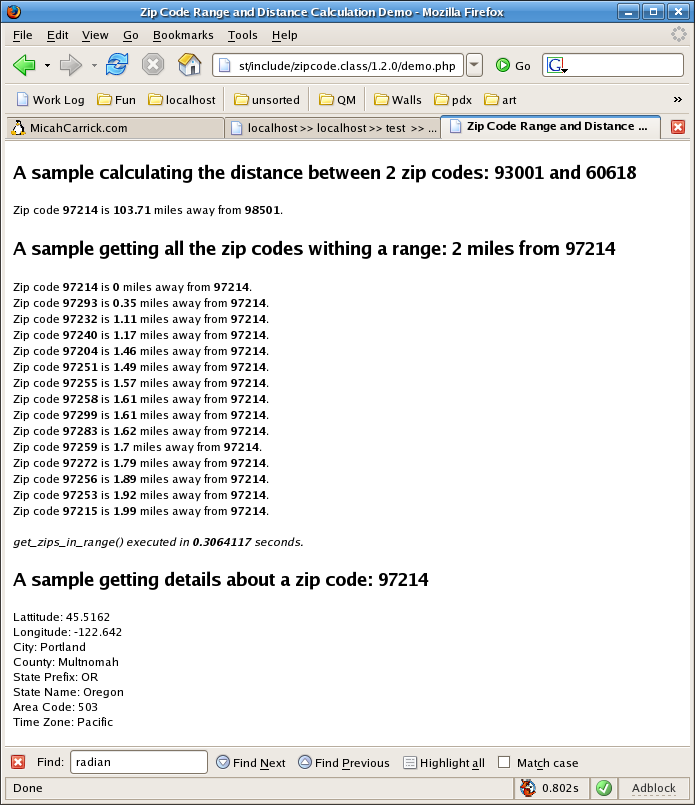 Zip Code Range and Distance Calculation Demo - Mozilla Firefox
File Edit View Go Bookmarks Tools Help
st/include/zipcode.class/1.2.0/demo.php Go G
Work Log Fun localhost unsorted QM Walls pdx art »
MicahCarrick.com localhost >> localhost >> test >> ... Zip Code Range and Distance ...
A sample calculating the distance between 2 zip codes: 93001 and 60618
Zip code 97214 is 103.71 miles away from 98501.
A sample getting all the zip codes withing a range: 2 miles from 97214
Zip code 97214 is 0 miles away from 97214.
Zip code 97293 is 0.35 miles away from 97214.
Zip code 97232 is 1.11 miles away from 97214.
Zip code 97240 is 1.17 miles away from 97214.
Zip code 97204 is 1.46 miles away from 97214.
Zip code 97251 is 1.49 miles away from 97214.
Zip code 97255 is 1.57 miles away from 97214.
Zip code 97258 is 1.61 miles away from 97214.
Zip code 97299 is 1.61 miles away from 97214.
Zip code 97283 is 1.62 miles away from 97214.
Zip code 97259 is 1.7 miles away from 97214.
Zip code 97272 is 1.79 miles away from 97214.
Zip code 97256 is 1.89 miles away from 97214.
Zip code 97253 is 1.92 miles away from 97214.
Zip code 97215 is 1.99 miles away from 97214.
get_zips_in_range() executed in 0.3064117 seconds.
A sample getting details about a zip code: 97214
Lattitude: 45.5162
Longitude: -122.642
City: Portland
County: Multnomah
State Prefix: OR
State Name: Oregon
Area Code: 503
Time Zone: Pacific
Find: radian Find Next Find Previous Highlight all Match case
Done 0.802s Adblock